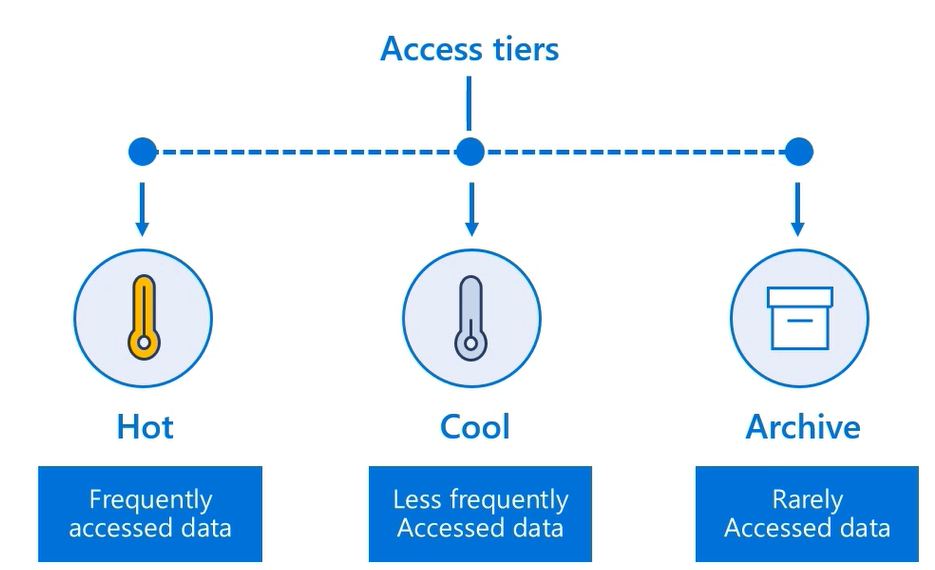 Access tiers
Hot
Cool
Archive
Frequently
accessed data
Less frequently
Accessed data
Rarely
Accessed data